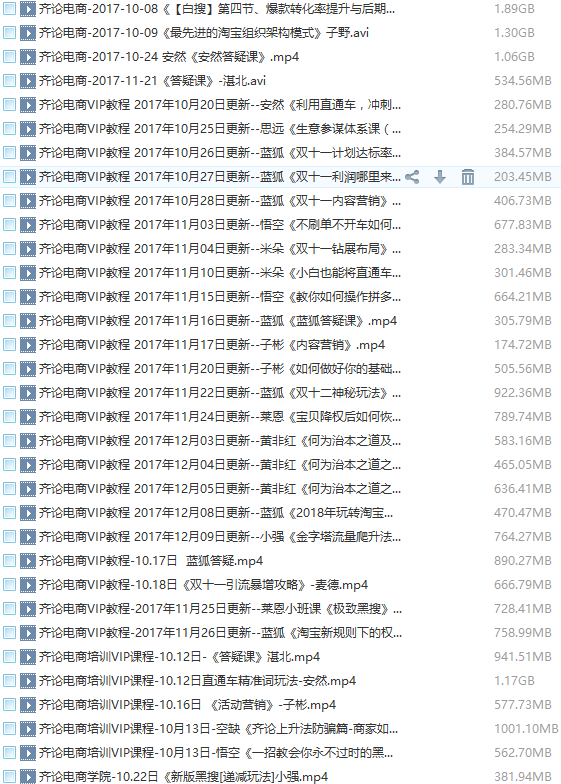 齐论电商-2017-10-08《【白搜】第四节、爆款转化率提升与后期... 1.89GB
齐论电商-2017-10-09《最先进的淘宝组织架构模式》子野.avi 1.30GB
齐论电商-2017-10-24 安然《安然答疑课》.mp4 1.06GB
齐论电商-2017-11-21《答疑课》-湛北.avi 534.56MB
齐论电商VIP教程 2017年10月20日更新--安然《利用直通车，冲刺... 280.76MB
齐论电商VIP教程 2017年10月25日更新--思远《生意参谋体系课（... 254.29MB
齐论电商VIP教程 2017年10月26日更新--蓝狐《双十一计划达标率... 384.57MB
齐论电商VIP教程 2017年10月27日更新--蓝狐《双十一利润哪里来... 203.45MB
齐论电商VIP教程 2017年10月28日更新--蓝狐《双十一内容营销》... 406.73MB
齐论电商VIP教程 2017年11月03日更新--悟空《不刷单不开车如何... 677.83MB
齐论电商VIP教程 2017年11月04日更新--米朵《双十一钻展布局》... 283.34MB
齐论电商VIP教程 2017年11月10日更新--米朵《小白也能将直通车... 301.46MB
齐论电商VIP教程 2017年11月15日更新--悟空《教你如何操作拼多... 664.21MB
齐论电商VIP教程 2017年11月16日更新--蓝狐《蓝狐答疑课》.mp4 305.79MB
齐论电商VIP教程 2017年11月17日更新--子彬《内容营销》.mp4 174.72MB
齐论电商VIP教程 2017年11月20日更新--子彬《如何做好你的基础... 505.56MB
齐论电商VIP教程 2017年11月22日更新--蓝狐《双十二神秘玩法》... 922.36MB
齐论电商VIP教程 2017年11月24日更新--莱恩《宝贝降权后如何恢... 789.74MB
齐论电商VIP教程 2017年12月03日更新--黄非红《何为治本之道及... 583.16MB
齐论电商VIP教程 2017年12月04日更新--黄非红《何为治本之道之... 465.05MB
齐论电商VIP教程 2017年12月05日更新--黄非红《何为治本之道之... 636.41MB
齐论电商VIP教程 2017年12月08日更新--蓝狐《2018年玩转淘宝... 470.47MB
齐论电商VIP教程 2017年12月09日更新--小强《金字塔流量爬升法... 764.27MB
齐论电商VIP教程-10.17日 蓝狐答疑.mp4 890.27MB
齐论电商VIP教程-10.18日《双十一引流暴增攻略》-麦德.mp4 666.79MB
齐论电商VIP教程-2017年11月25日更新--莱恩小班课《极致黑搜》... 728.41MB
齐论电商VIP教程-2017年11月26日更新--蓝狐《淘宝新规则下的权... 758.99MB
齐论电商培训VIP课程-10.12日-《答疑课》湛北.mp4 941.51MB
齐论电商培训VIP课程-10.12日直通车精准词玩法-安然.mp4 1.17GB
齐论电商培训VIP课程-10.16日 《活动营销》-子彬.mp4 577.73MB
齐论电商培训VIP课程-10月13日-空缺《齐论上升法防骗篇-商家如... 1001.10MB
齐论电商培训VIP课程-10月13日-悟空《一招教会你永不过时的黑... 562.70MB
齐论电商学院-10.22日《新版黑搜[递减玩法]小强.mp4 381.94MB